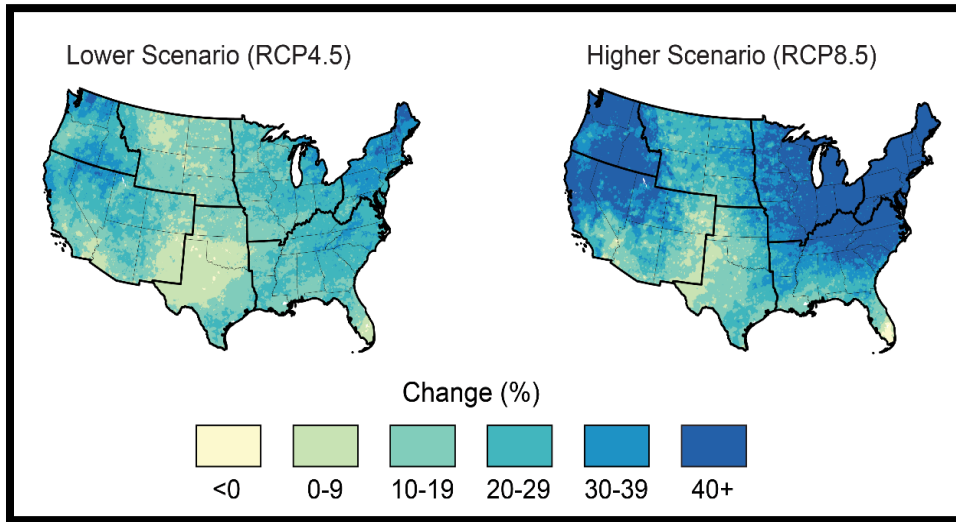 Lower Scenario (RCP4.5)
Higher Scenario (RCP8.5)
Change (%)
<0 0-9 10-19 20-29 30-39 40+